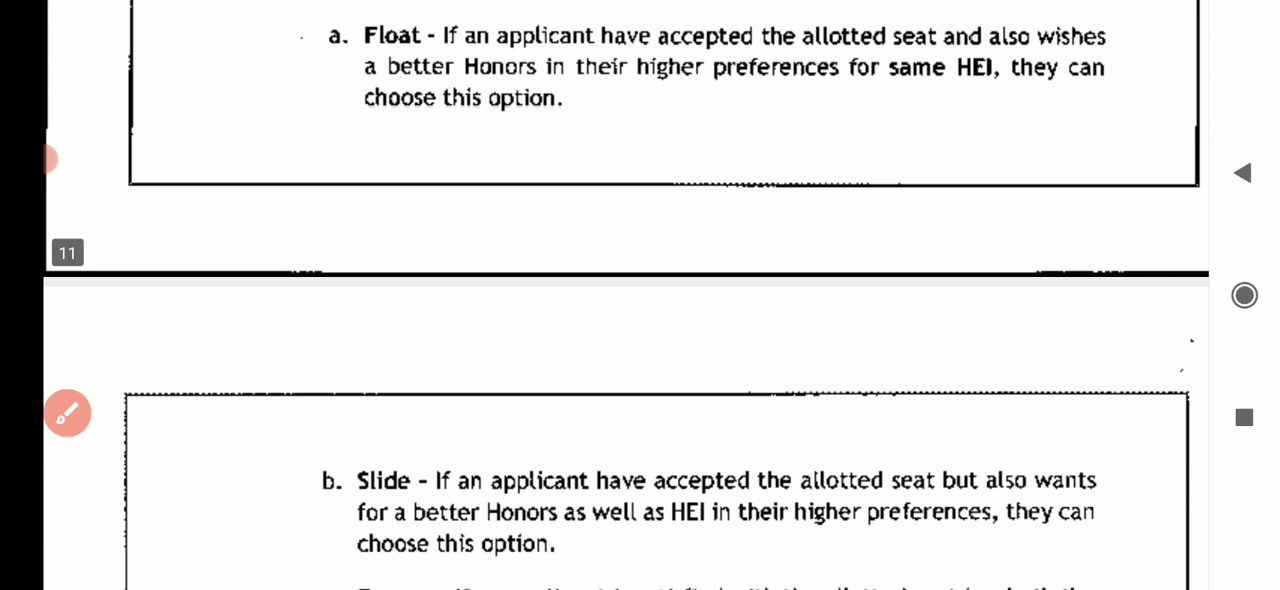 a. Float - If an applicant have accepted the allotted seat and also wishes
a better Honors in their higher preferences for same HEI, they can
choose this option.
11
b. Slide - If an applicant have accepted the allotted seat but also wants
for a better Honors as well as HEI in their higher preferences, they can
choose this option.